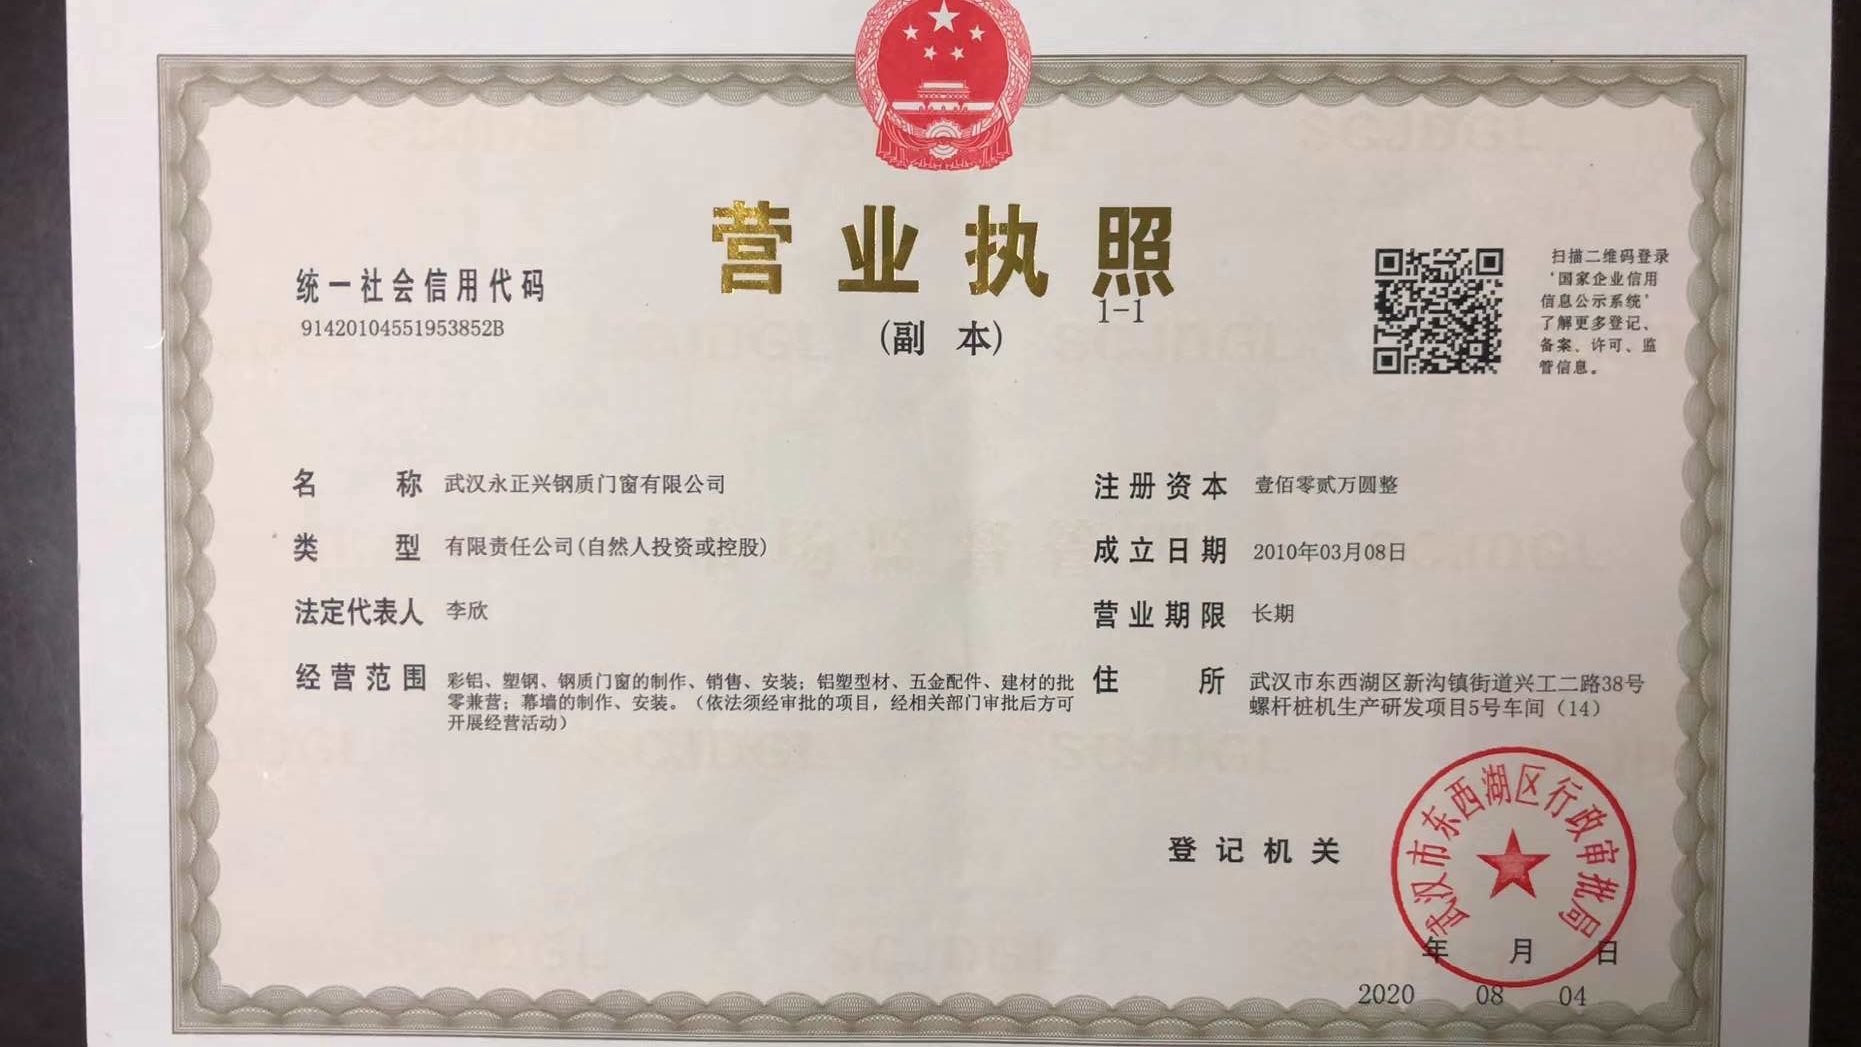 营业执照
1-1
(副 本)
统一社会信用代码
91420104551953852B
扫描二维码登录
‘国家企业信用
信息公示系统’
了解更多登记、
备案、许可、监
管信息。
名 称 武汉永正兴钢质门窗有限公司
类 型 有限责任公司(自然人投资或控股)
法定代表人 李欣
经营范围 彩铝、塑钢、钢质门窗的制作、销售、安装；铝塑型材、五金配件、建材的批
零兼营；幕墙的制作、安装。（依法须经审批的项目，经相关部门审批后方可
开展经营活动）
注册资本 壹佰零贰万圆整
成立日期 2010年03月08日
营业期限 长期
住 所 武汉市东西湖区新沟镇街道兴工二路38号
螺杆桩机生产研发项目5号车间（14）
登记机关
武汉市东西湖区行政审批局
年 月 日
2020 08 04